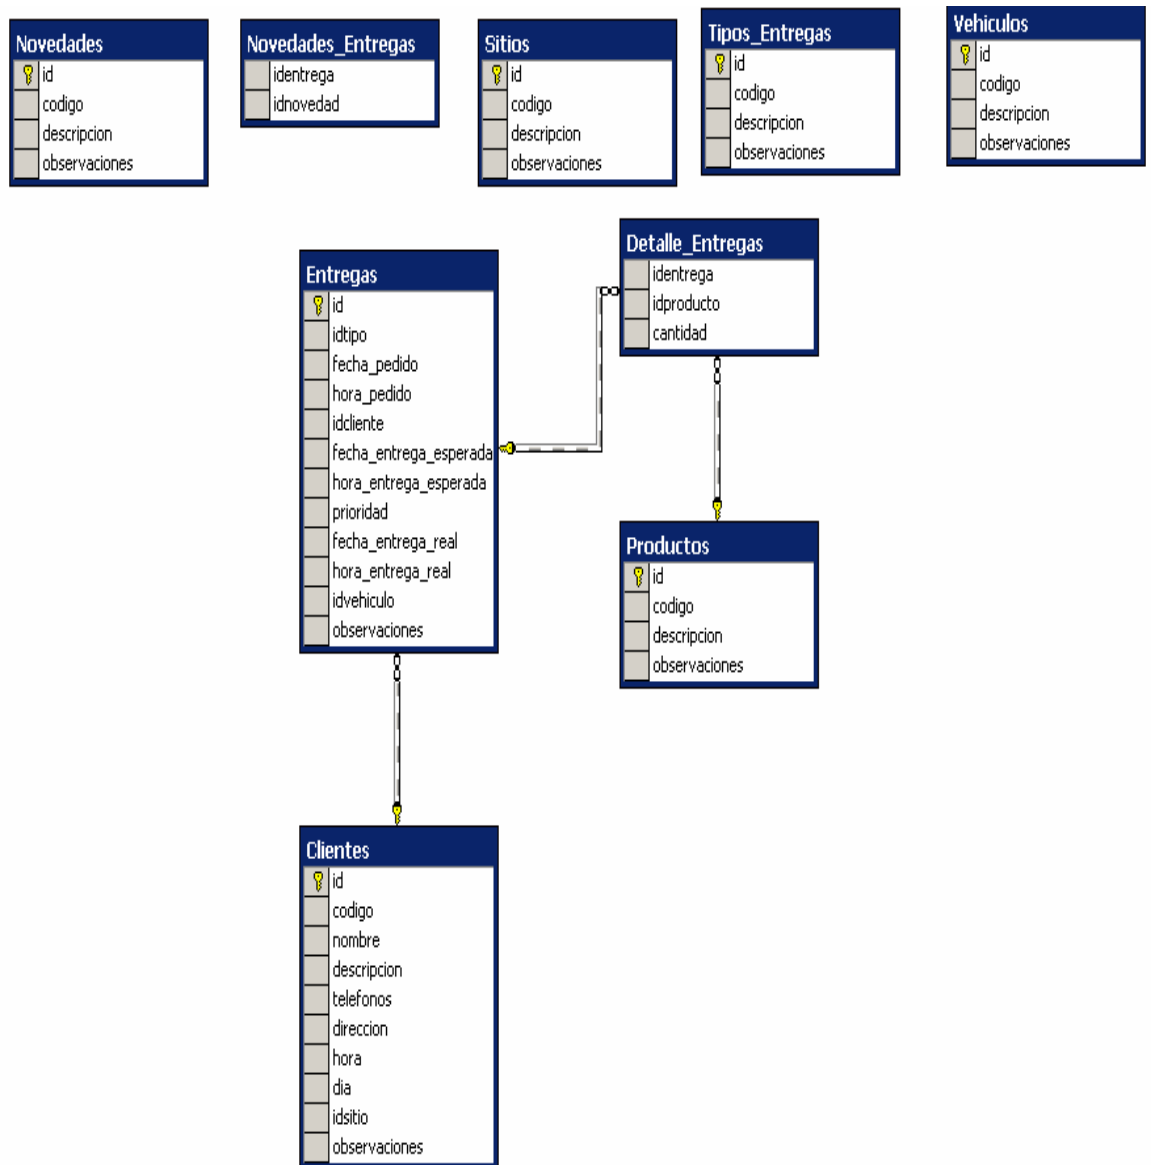 Novedades
id
codigo
descripcion
observaciones
Novedades_Entregas
identrega
idnovedad
Sitios
id
codigo
descripcion
observaciones
Tipos_Entregas
id
codigo
descripcion
observaciones
Vehiculos
id
codigo
descripcion
observaciones
Entregas
id
idtipo
fecha_pedido
hora_pedido
idcliente
fecha_entrega_esperada
hora_entrega_esperada
prioridad
fecha_entrega_real
hora_entrega_real
idvehiculo
observaciones
Detalle_Entregas
identrega
idproducto
cantidad
Productos
id
codigo
descripcion
observaciones
Clientes
id
codigo
nombre
descripcion
telefonos
direccion
hora
dia
idsitio
observaciones